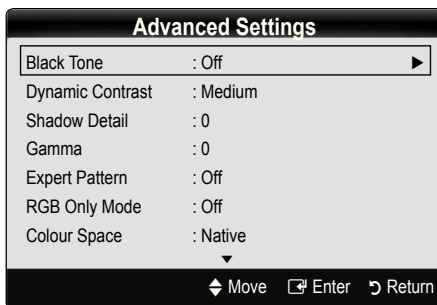 Advanced Settings
Black Tone : Off ►
Dynamic Contrast : Medium
Shadow Detail : 0
Gamma : 0
Expert Pattern : Off
RGB Only Mode : Off
Colour Space : Native
▼
Move Enter Return